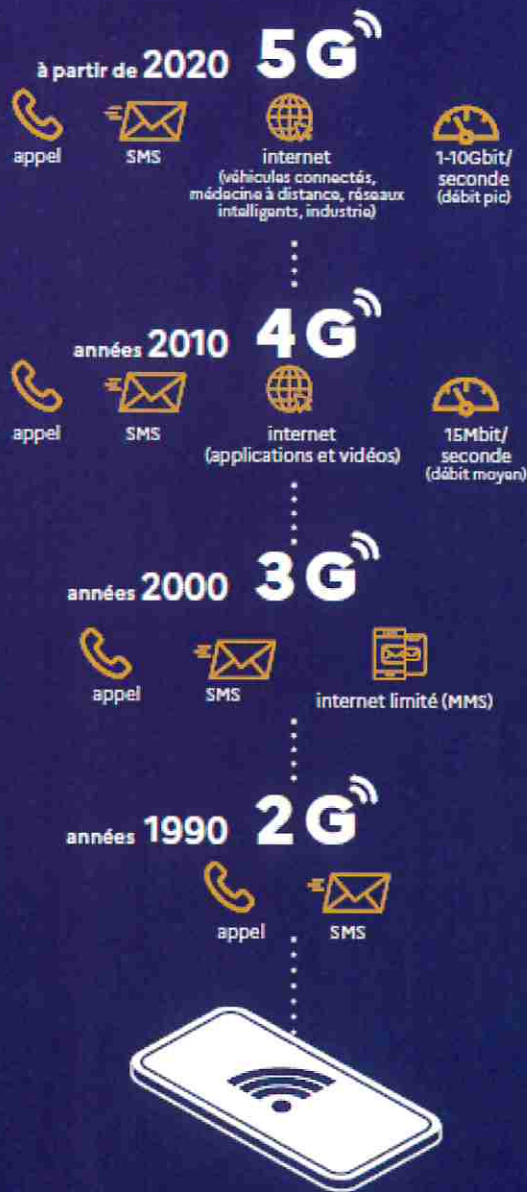 à partir de 2020 5G
appel
SMS
internet
(véhicules connectés,
médecine à distance, réseaux
intelligents, industrie)
1-10Gbit/
seconde
(débit pic)
années 2010 4G
appel
SMS
internet
(applications et vidéos)
15Mbit/
seconde
(débit moyen)
années 2000 3G
appel
SMS
internet limité (MMS)
années 1990 2G
appel
SMS